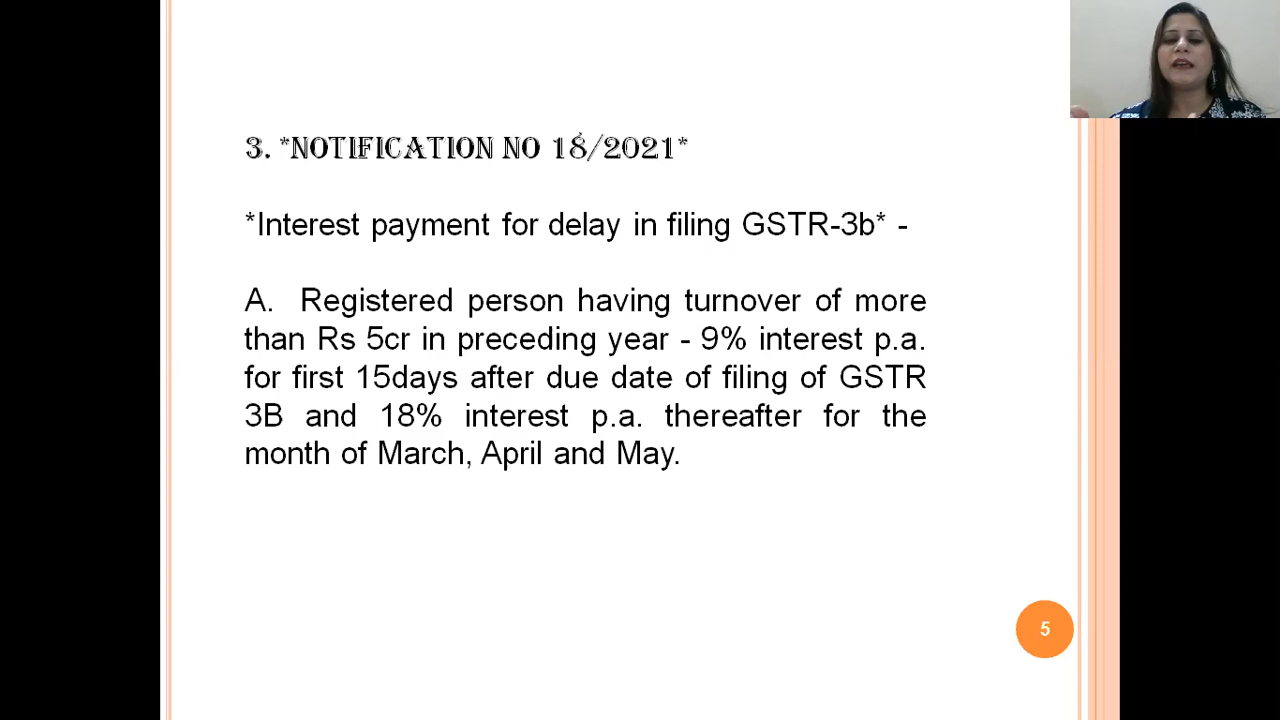 3. *NOTIFICATION NO 18/2021*
*Interest payment for delay in filing GSTR-3b* -
A. Registered person having turnover of more
than Rs 5cr in preceding year - 9% interest p.a.
for first 15days after due date of filing of GSTR
3B and 18% interest p.a. thereafter for the
month of March, April and May.
5